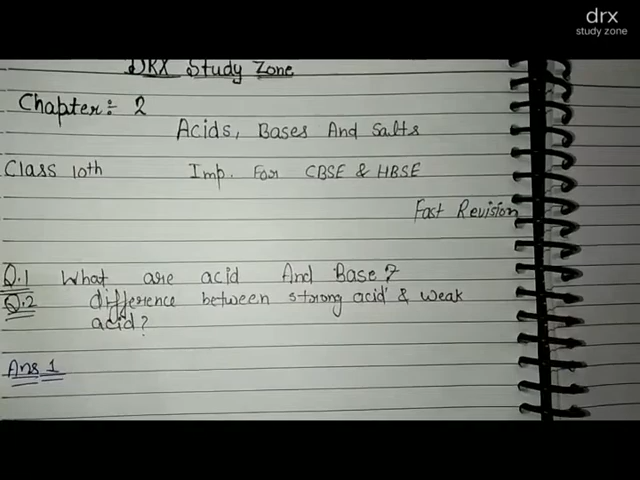 drx
study zone
DRX Study Zone
Chapter:- 2
Acids, Bases And Salts
Class 10th Imp. For CBSE & HBSE
Fast Revision
Q.1 What are acid And Base?
Q.2 difference between strong acid & weak
acid?
Ans 1